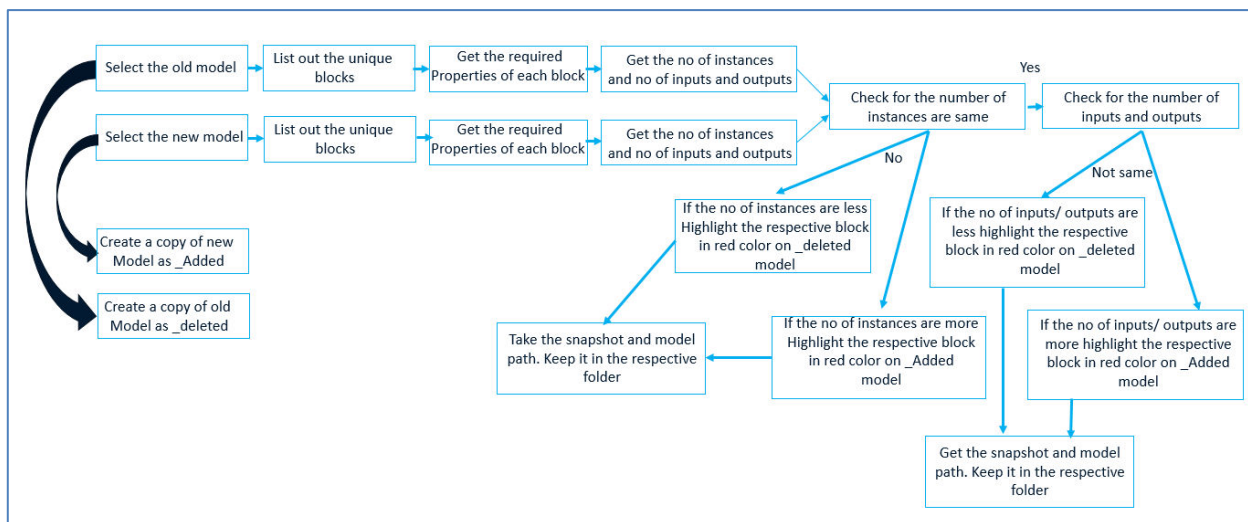 Select the old model
List out the unique
blocks
Get the required
Properties of each block
Get the no of instances
and no of inputs and outputs
Yes
Check for the number of
instances are same
Check for the number of
inputs and outputs
Select the new model
List out the unique
blocks
Get the required
Properties of each block
Get the no of instances
and no of inputs and outputs
No
Not same
If the no of instances are less
Highlight the respective block
in red color on _deleted
model
If the no of inputs/ outputs are
less highlight the respective
block in red color on _deleted
model
Create a copy of new
Model as _Added
Create a copy of old
Model as _deleted
Take the snapshot and model
path. Keep it in the respective
folder
If the no of instances are more
Highlight the respective block
in red color on _Added
model
If the no of inputs/ outputs are
more highlight the respective
block in red color on _Added
model
Get the snapshot and model
path. Keep it in the respective
folder